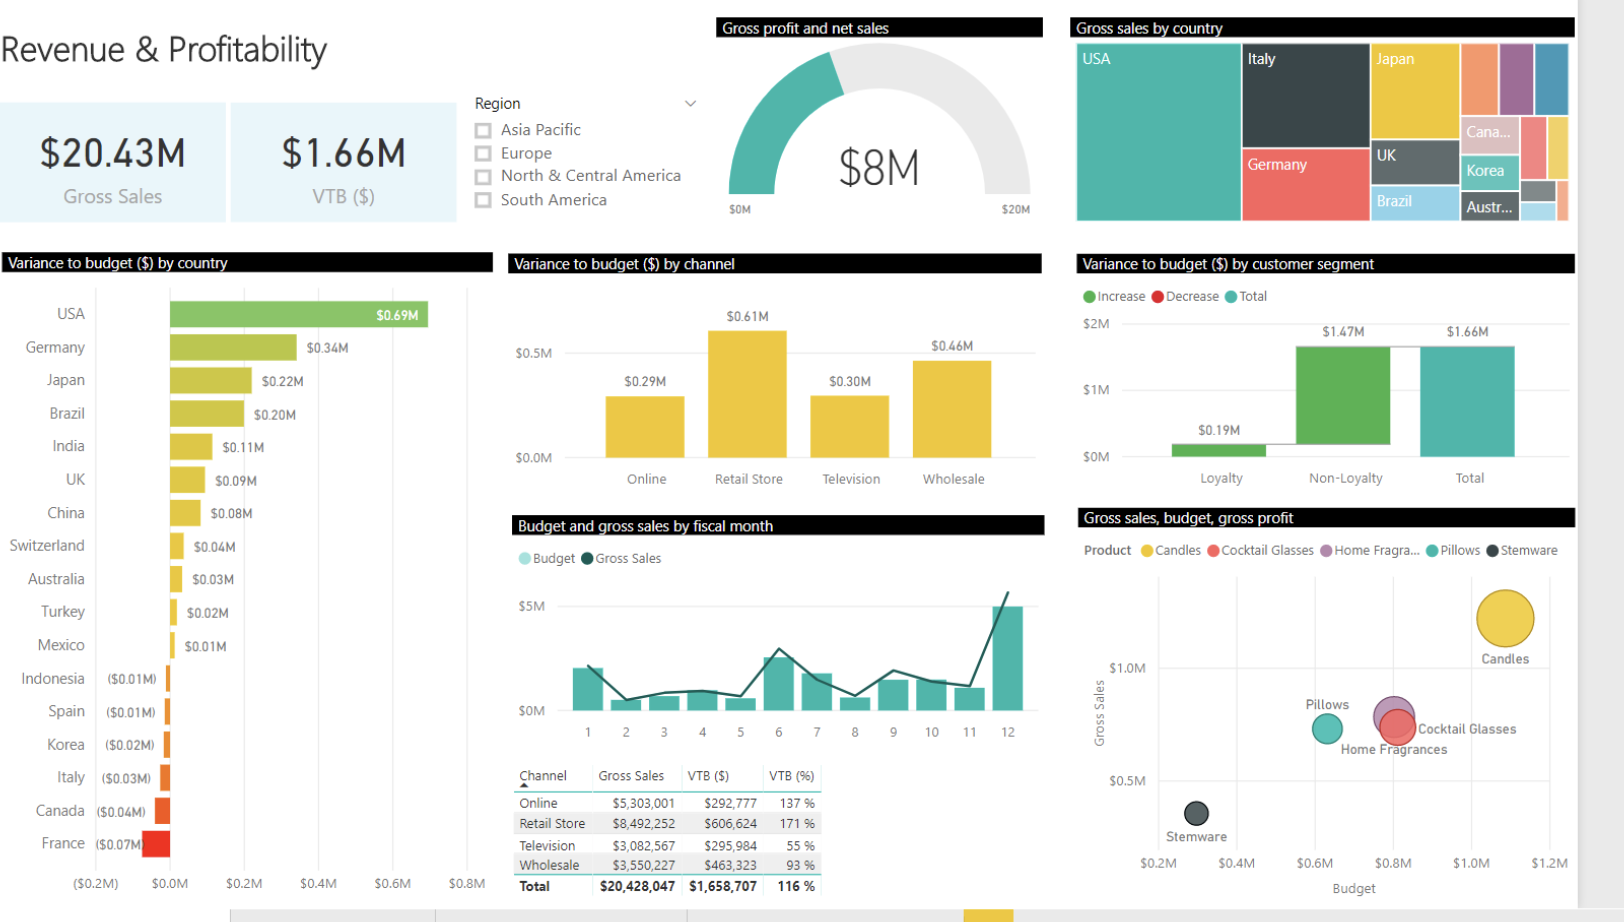 Revenue & Profitability
$20.43M
Gross Sales
$1.66M
VTB ($)
Region
Asia Pacific
Europe
North & Central America
South America
Gross profit and net sales
$8M
$0M
$20M
Gross sales by country
USA
Italy
Germany
Japan
UK
Brazil
Cana...
Korea
Austr...
Variance to budget ($) by country
USA $0.69M
Germany $0.34M
Japan $0.22M
Brazil $0.20M
India $0.11M
UK $0.09M
China $0.08M
Switzerland $0.04M
Australia $0.03M
Turkey $0.02M
Mexico $0.01M
Indonesia ($0.01M)
Spain ($0.01M)
Korea ($0.02M)
Italy ($0.03M)
Canada ($0.04M)
France ($0.07M)
($0.2M) $0.0M $0.2M $0.4M $0.6M $0.8M
Variance to budget ($) by channel
$0.61M
$0.5M
$0.46M
$0.29M
$0.30M
$0.0M
Online Retail Store Television Wholesale
Variance to budget ($) by customer segment
Increase Decrease Total
$2M
$1.47M $1.66M
$1M
$0.19M
$0M
Loyalty Non-Loyalty Total
Budget and gross sales by fiscal month
Budget Gross Sales
$5M
$0M
1 2 3 4 5 6 7 8 9 10 11 12
Channel Gross Sales VTB ($) VTB (%)
Online $5,303,001 $292,777 137 %
Retail Store $8,492,252 $606,624 171 %
Television $3,082,567 $295,984 55 %
Wholesale $3,550,227 $463,323 93 %
Total $20,428,047 $1,658,707 116 %
Gross sales, budget, gross profit
Product Candles Cocktail Glasses Home Fragra... Pillows Stemware
Candles
$1.0M
Pillows
Cocktail Glasses
Home Fragrances
Gross Sales
$0.5M
Stemware
$0.2M $0.4M $0.6M $0.8M $1.0M $1.2M
Budget